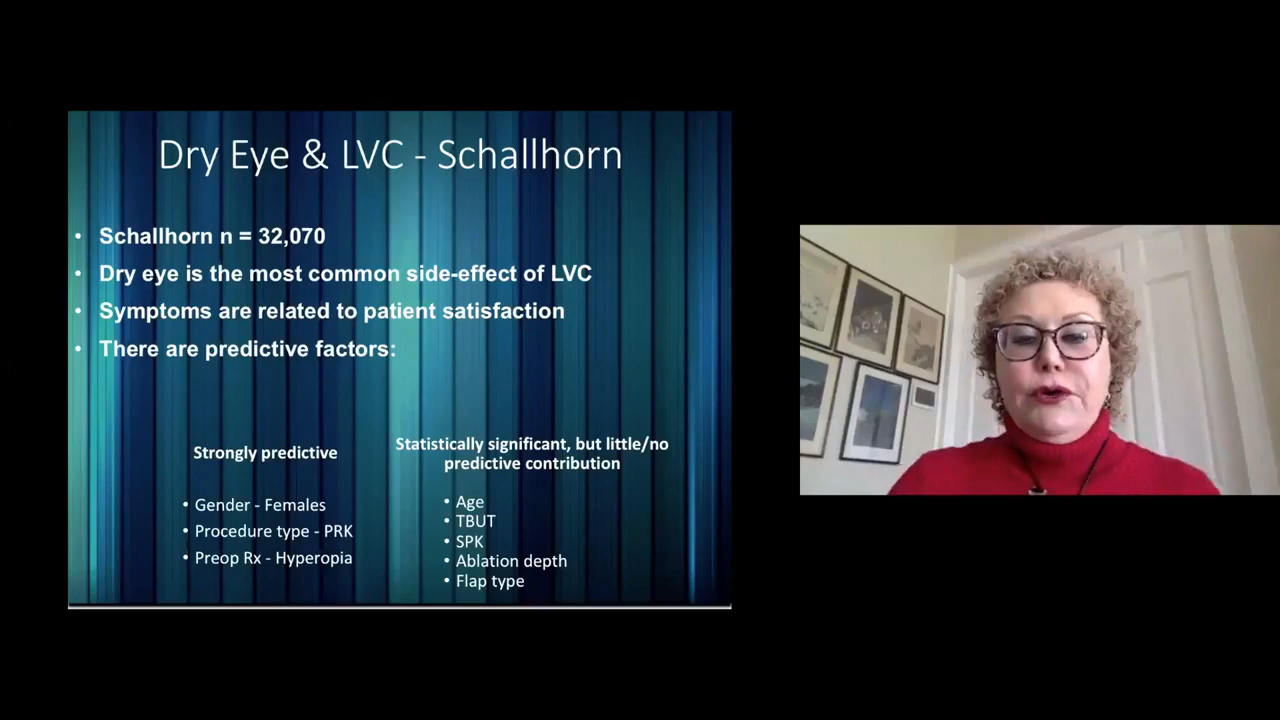 Dry Eye & LVC - Schallhorn
• Schallhorn n = 32,070
• Dry eye is the most common side-effect of LVC
• Symptoms are related to patient satisfaction
• There are predictive factors:
Strongly predictive
• Gender - Females
• Procedure type - PRK
• Preop Rx - Hyperopia
Statistically significant, but little/no
predictive contribution
• Age
• TBUT
• SPK
• Ablation depth
• Flap type